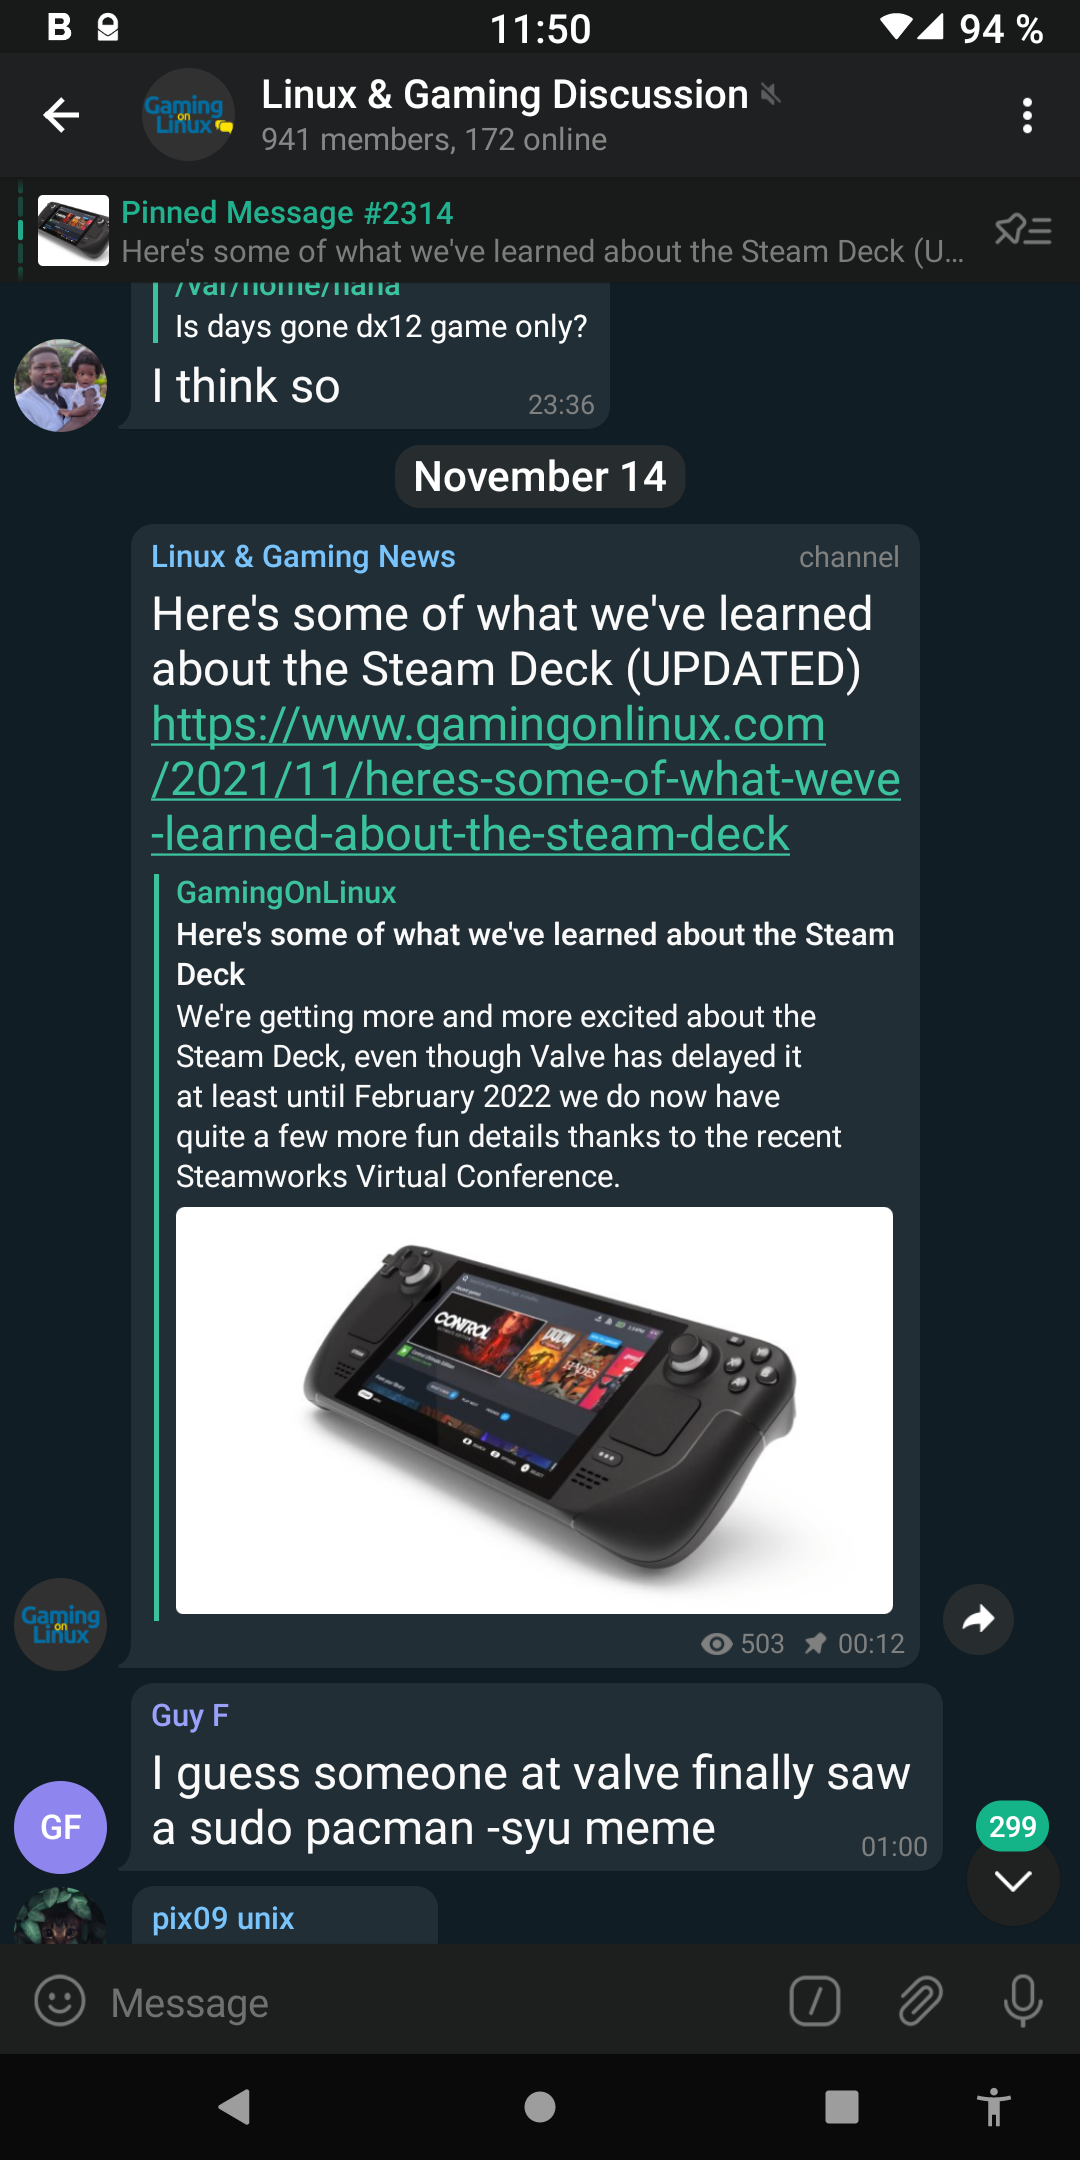 B
11:50
94 %
Gaming
on
Linux
Linux & Gaming Discussion
941 members, 172 online
Pinned Message #2314
Here's some of what we've learned about the Steam Deck (U...
/var/home/nana
Is days gone dx12 game only?
I think so
23:36
November 14
Linux & Gaming News
channel
Here's some of what we've learned
about the Steam Deck (UPDATED)
https://www.gamingonlinux.com
/2021/11/heres-some-of-what-weve
-learned-about-the-steam-deck
GamingOnLinux
Here's some of what we've learned about the Steam
Deck
We're getting more and more excited about the
Steam Deck, even though Valve has delayed it
at least until February 2022 we do now have
quite a few more fun details thanks to the recent
Steamworks Virtual Conference.
CONTROL
DOOM
HADES
Gaming
on
Linux
503
00:12
Guy F
I guess someone at valve finally saw
a sudo pacman -syu meme
01:00
GF
299
pix09 unix
Message